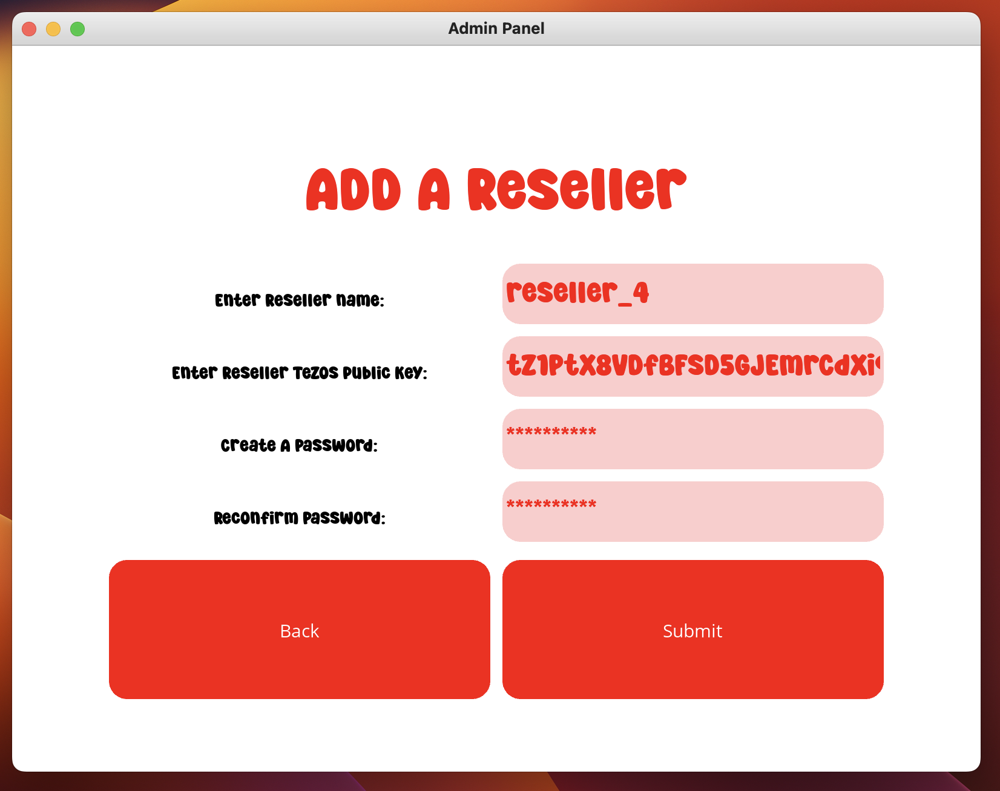 Admin Panel
ADD A Reseller
Enter Reseller name:
reseller_4
Enter Reseller Tezos Public Key:
tz1PtX8VDfBFSD5GJEmrCdXi
Create A Password:
**********
Reconfirm Password:
**********
Back
Submit